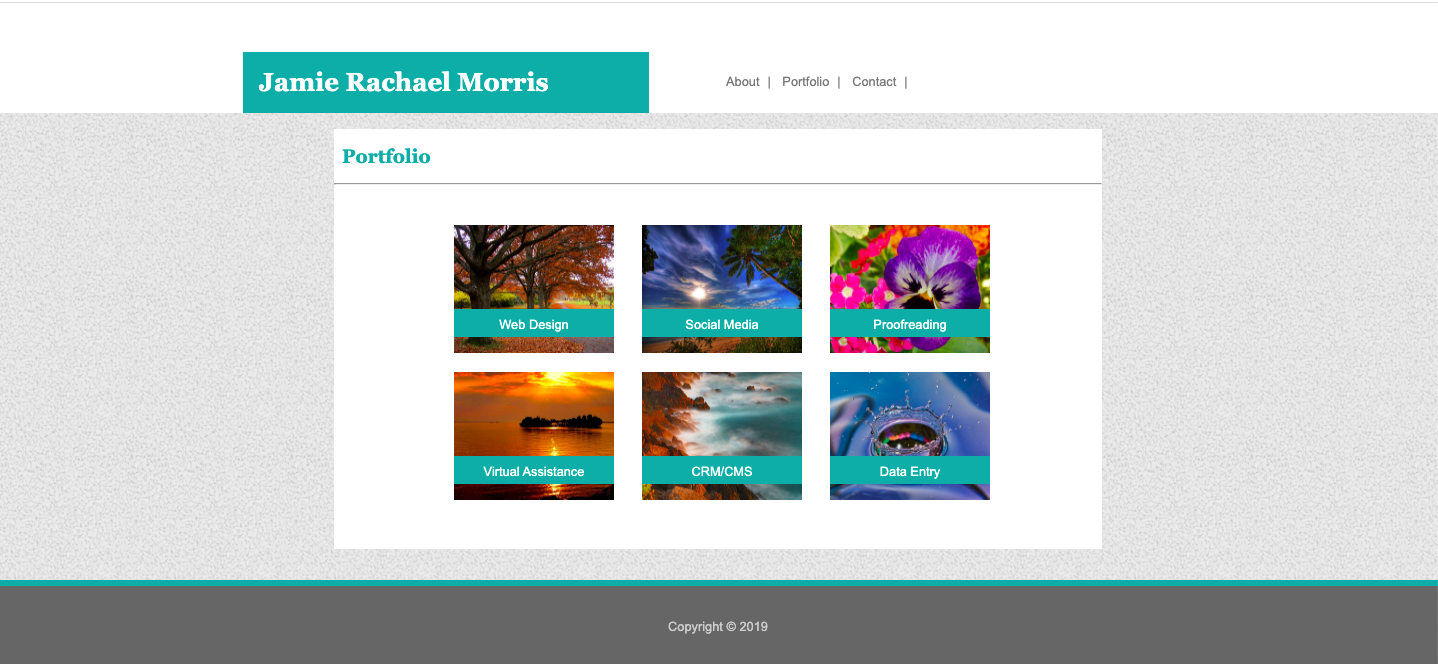 Jamie Rachael Morris
About | Portfolio | Contact |
Portfolio
Web Design
Social Media
Proofreading
Virtual Assistance
CRM/CMS
Data Entry
Copyright © 2019